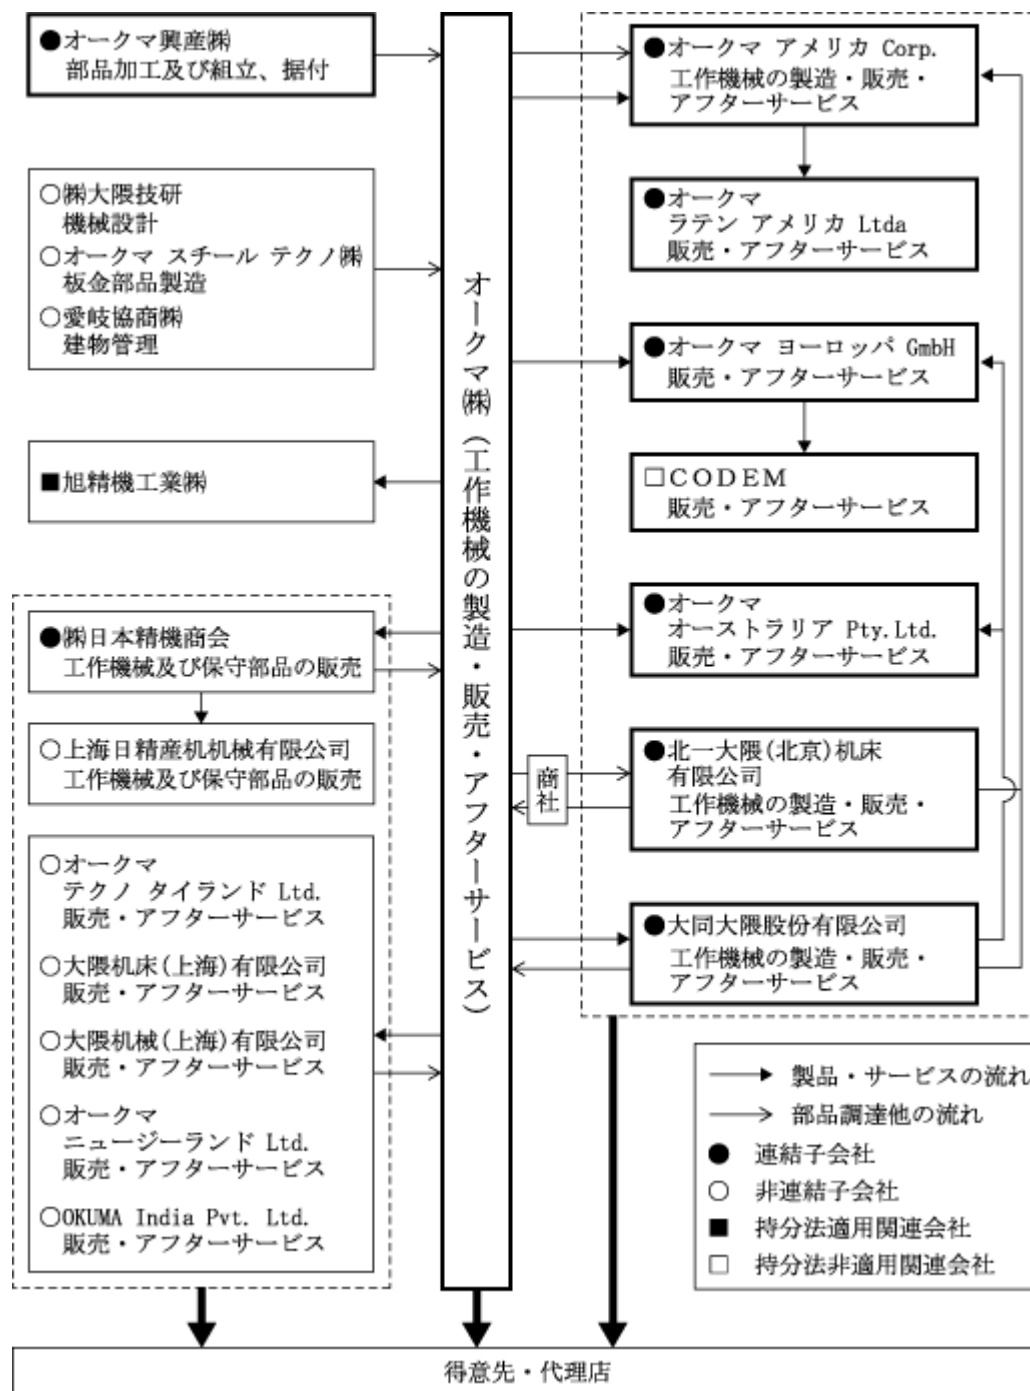 ●オークマ興産㈱
部品加工及び組立、据付
○㈱大隈技研
機械設計
○オークマ スチール テクノ㈱
板金部品製造
○愛岐協商㈱
建物管理
■旭精機工業㈱
●㈱日本精機商会
工作機械及び保守部品の販売
○上海日精産机机械有限公司
工作機械及び保守部品の販売
○オークマ
テクノ タイランド Ltd.
販売・アフターサービス
○大隈机床(上海)有限公司
販売・アフターサービス
○大隈机械(上海)有限公司
販売・アフターサービス
○オークマ
ニュージーランド Ltd.
販売・アフターサービス
○OKUMA India Pvt. Ltd.
販売・アフターサービス
オークマ㈱(工作機械の製造・販売・アフターサービス)
商社
●オークマ アメリカ Corp.
工作機械の製造・販売・
アフターサービス
●オークマ
ラテン アメリカ Ltda
販売・アフターサービス
●オークマ ヨーロッパ GmbH
販売・アフターサービス
□CODEM
販売・アフターサービス
●オークマ
オーストラリア Pty.Ltd.
販売・アフターサービス
●北一大隈(北京)机床
有限公司
工作機械の製造・販売・
アフターサービス
●大同大隈股份有限公司
工作機械の製造・販売・
アフターサービス
製品・サービスの流れ
部品調達他の流れ
● 連結子会社
○ 非連結子会社
■ 持分法適用関連会社
□ 持分法非適用関連会社
得意先・代理店